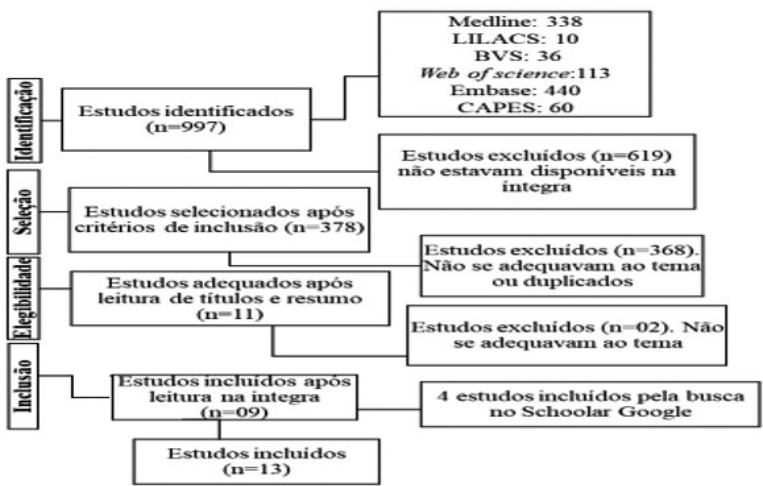 Medline: 338
LILACS: 10
BVS: 36
Web of science:113
Embase: 440
CAPES: 60
Identificação
Estudos identificados
(n=997)
Estudos excluídos (n=619)
não estavam disponíveis na
íntegra
Seleção
Estudos selecionados após
critérios de inclusão (n=378)
Estudos excluídos (n=368).
Não se adequavam ao tema
ou duplicados
Elegibilidade
Estudos adequados após
leitura de títulos e resumo
(n=11)
Estudos excluídos (n=02). Não
se adequavam ao tema
Inclusão
Estudos incluídos após
leitura na integra
(n=09)
4 estudos incluídos pela busca
no Schoolar Google
Estudos incluídos
(n=13)